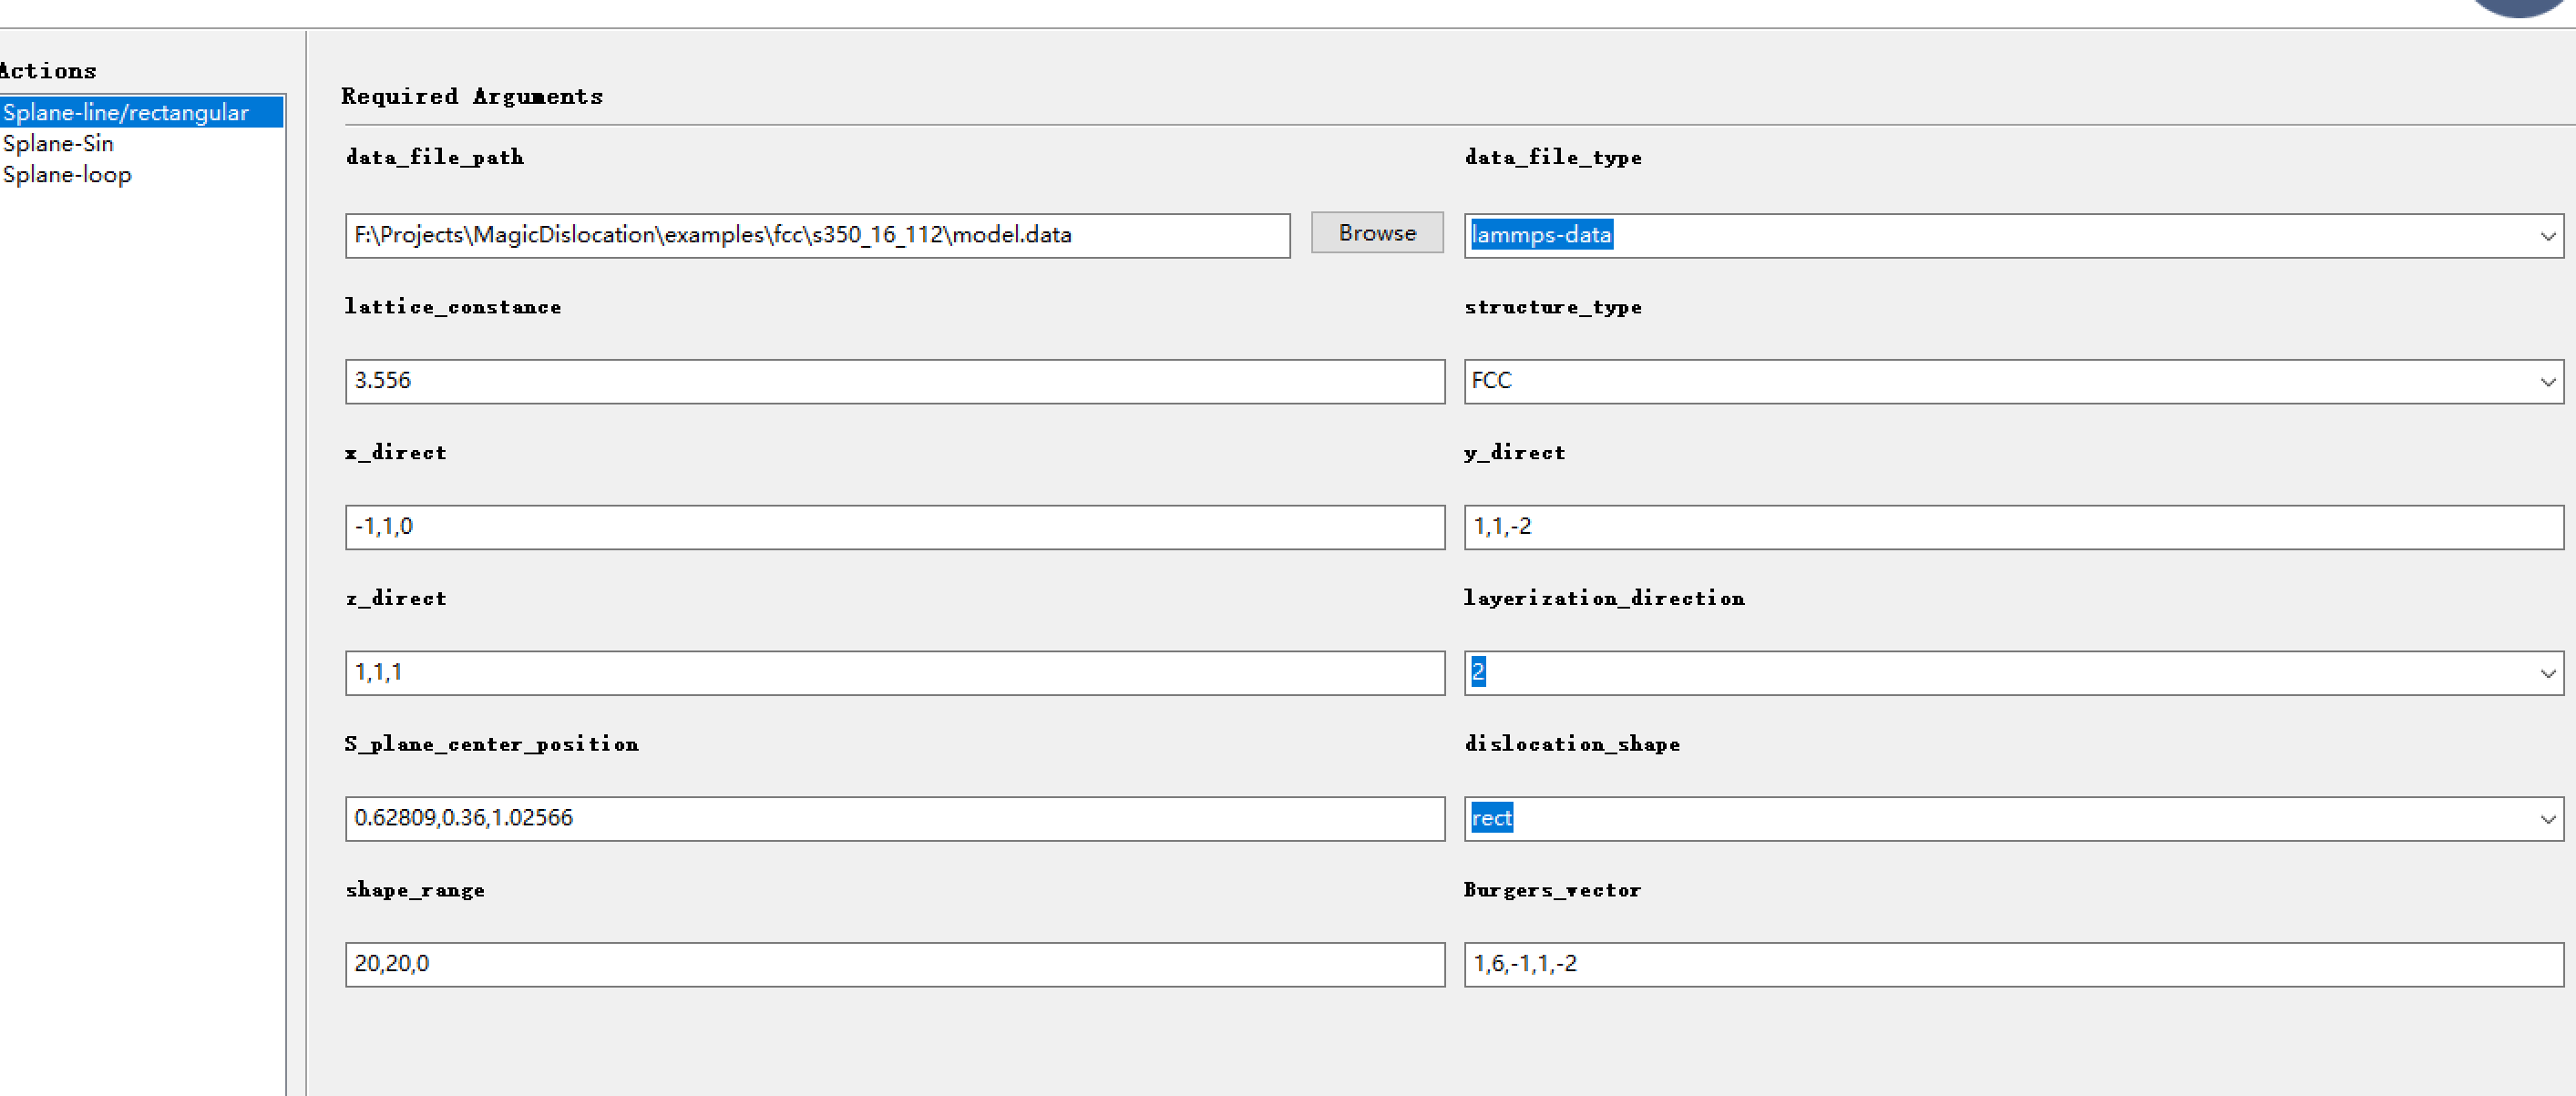 Actions
Splane-line/rectangular
Splane-Sin
Splane-loop
Required Arguments
data_file_path
data_file_type
F:\Projects\MagicDislocation\examples\fcc\s350_16_112\model.data
Browse
lammps-data
lattice_constance
structure_type
3.556
FCC
x_direct
y_direct
-1,1,0
1,1,-2
z_direct
layerization_direction
1,1,1
2
S_plane_center_position
dislocation_shape
0.62809,0.36,1.02566
rect
shape_range
Burgers_vector
20,20,0
1,6,-1,1,-2